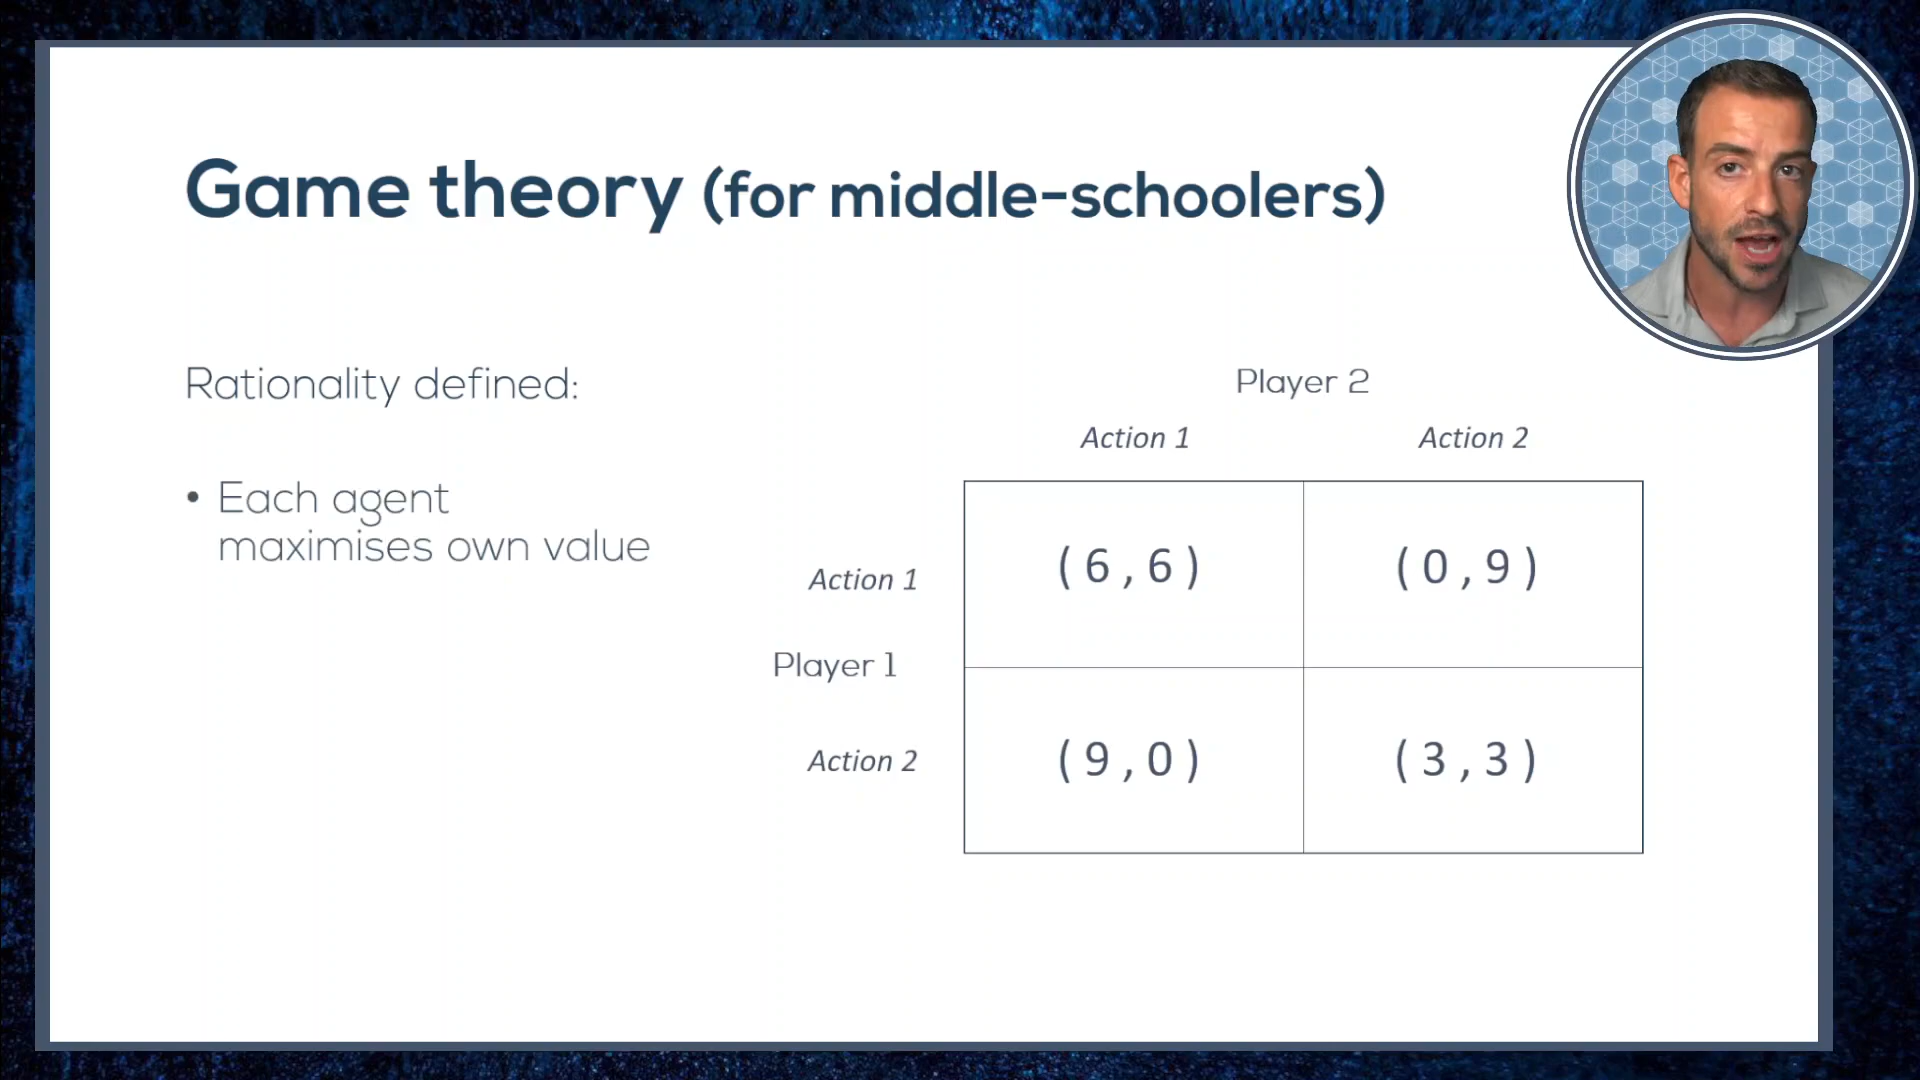 Game theory (for middle-schoolers)
Rationality defined:
• Each agent
maximises own value
Player 2
Action 1 Action 2
Action 1 ( 6 , 6 ) ( 0 , 9 )
Player 1
Action 2 ( 9 , 0 ) ( 3 , 3 )